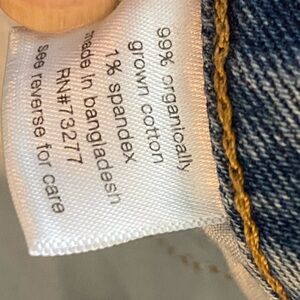 99% organically
grown cotton
1% spandex
made in bangladesh
RN#73277
see reverse for care